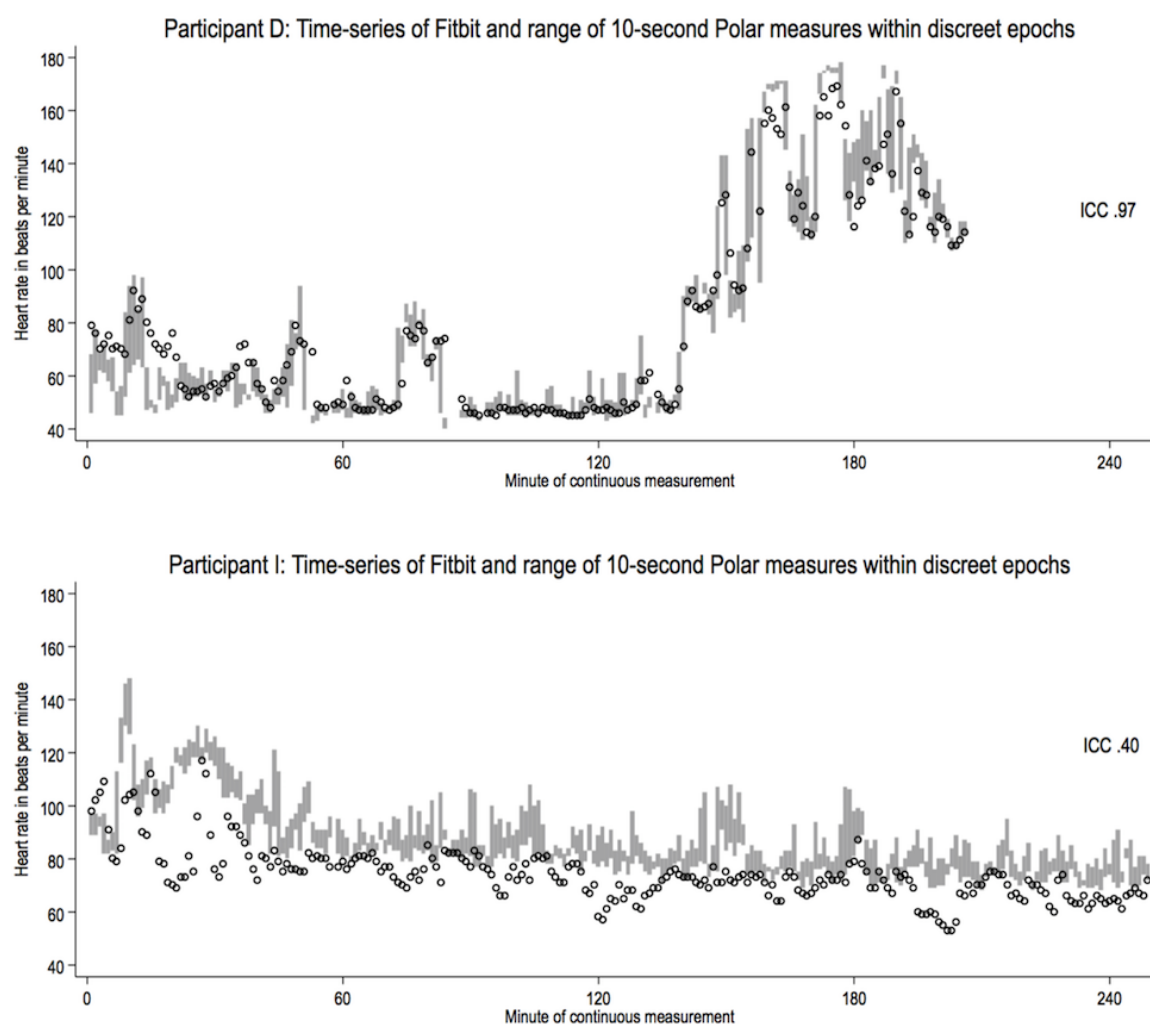 Participant D: Time-series of Fitbit and range of 10-second Polar measures within discreet epochs
180
160
140
120
100
80
60
40
Heart rate in beats per minute
ICC .97
0 60 120 180 240
Minute of continuous measurement
Participant I: Time-series of Fitbit and range of 10-second Polar measures within discreet epochs
180
160
140
120
100
80
60
40
Heart rate in beats per minute
ICC .40
0 60 120 180 240
Minute of continuous measurement